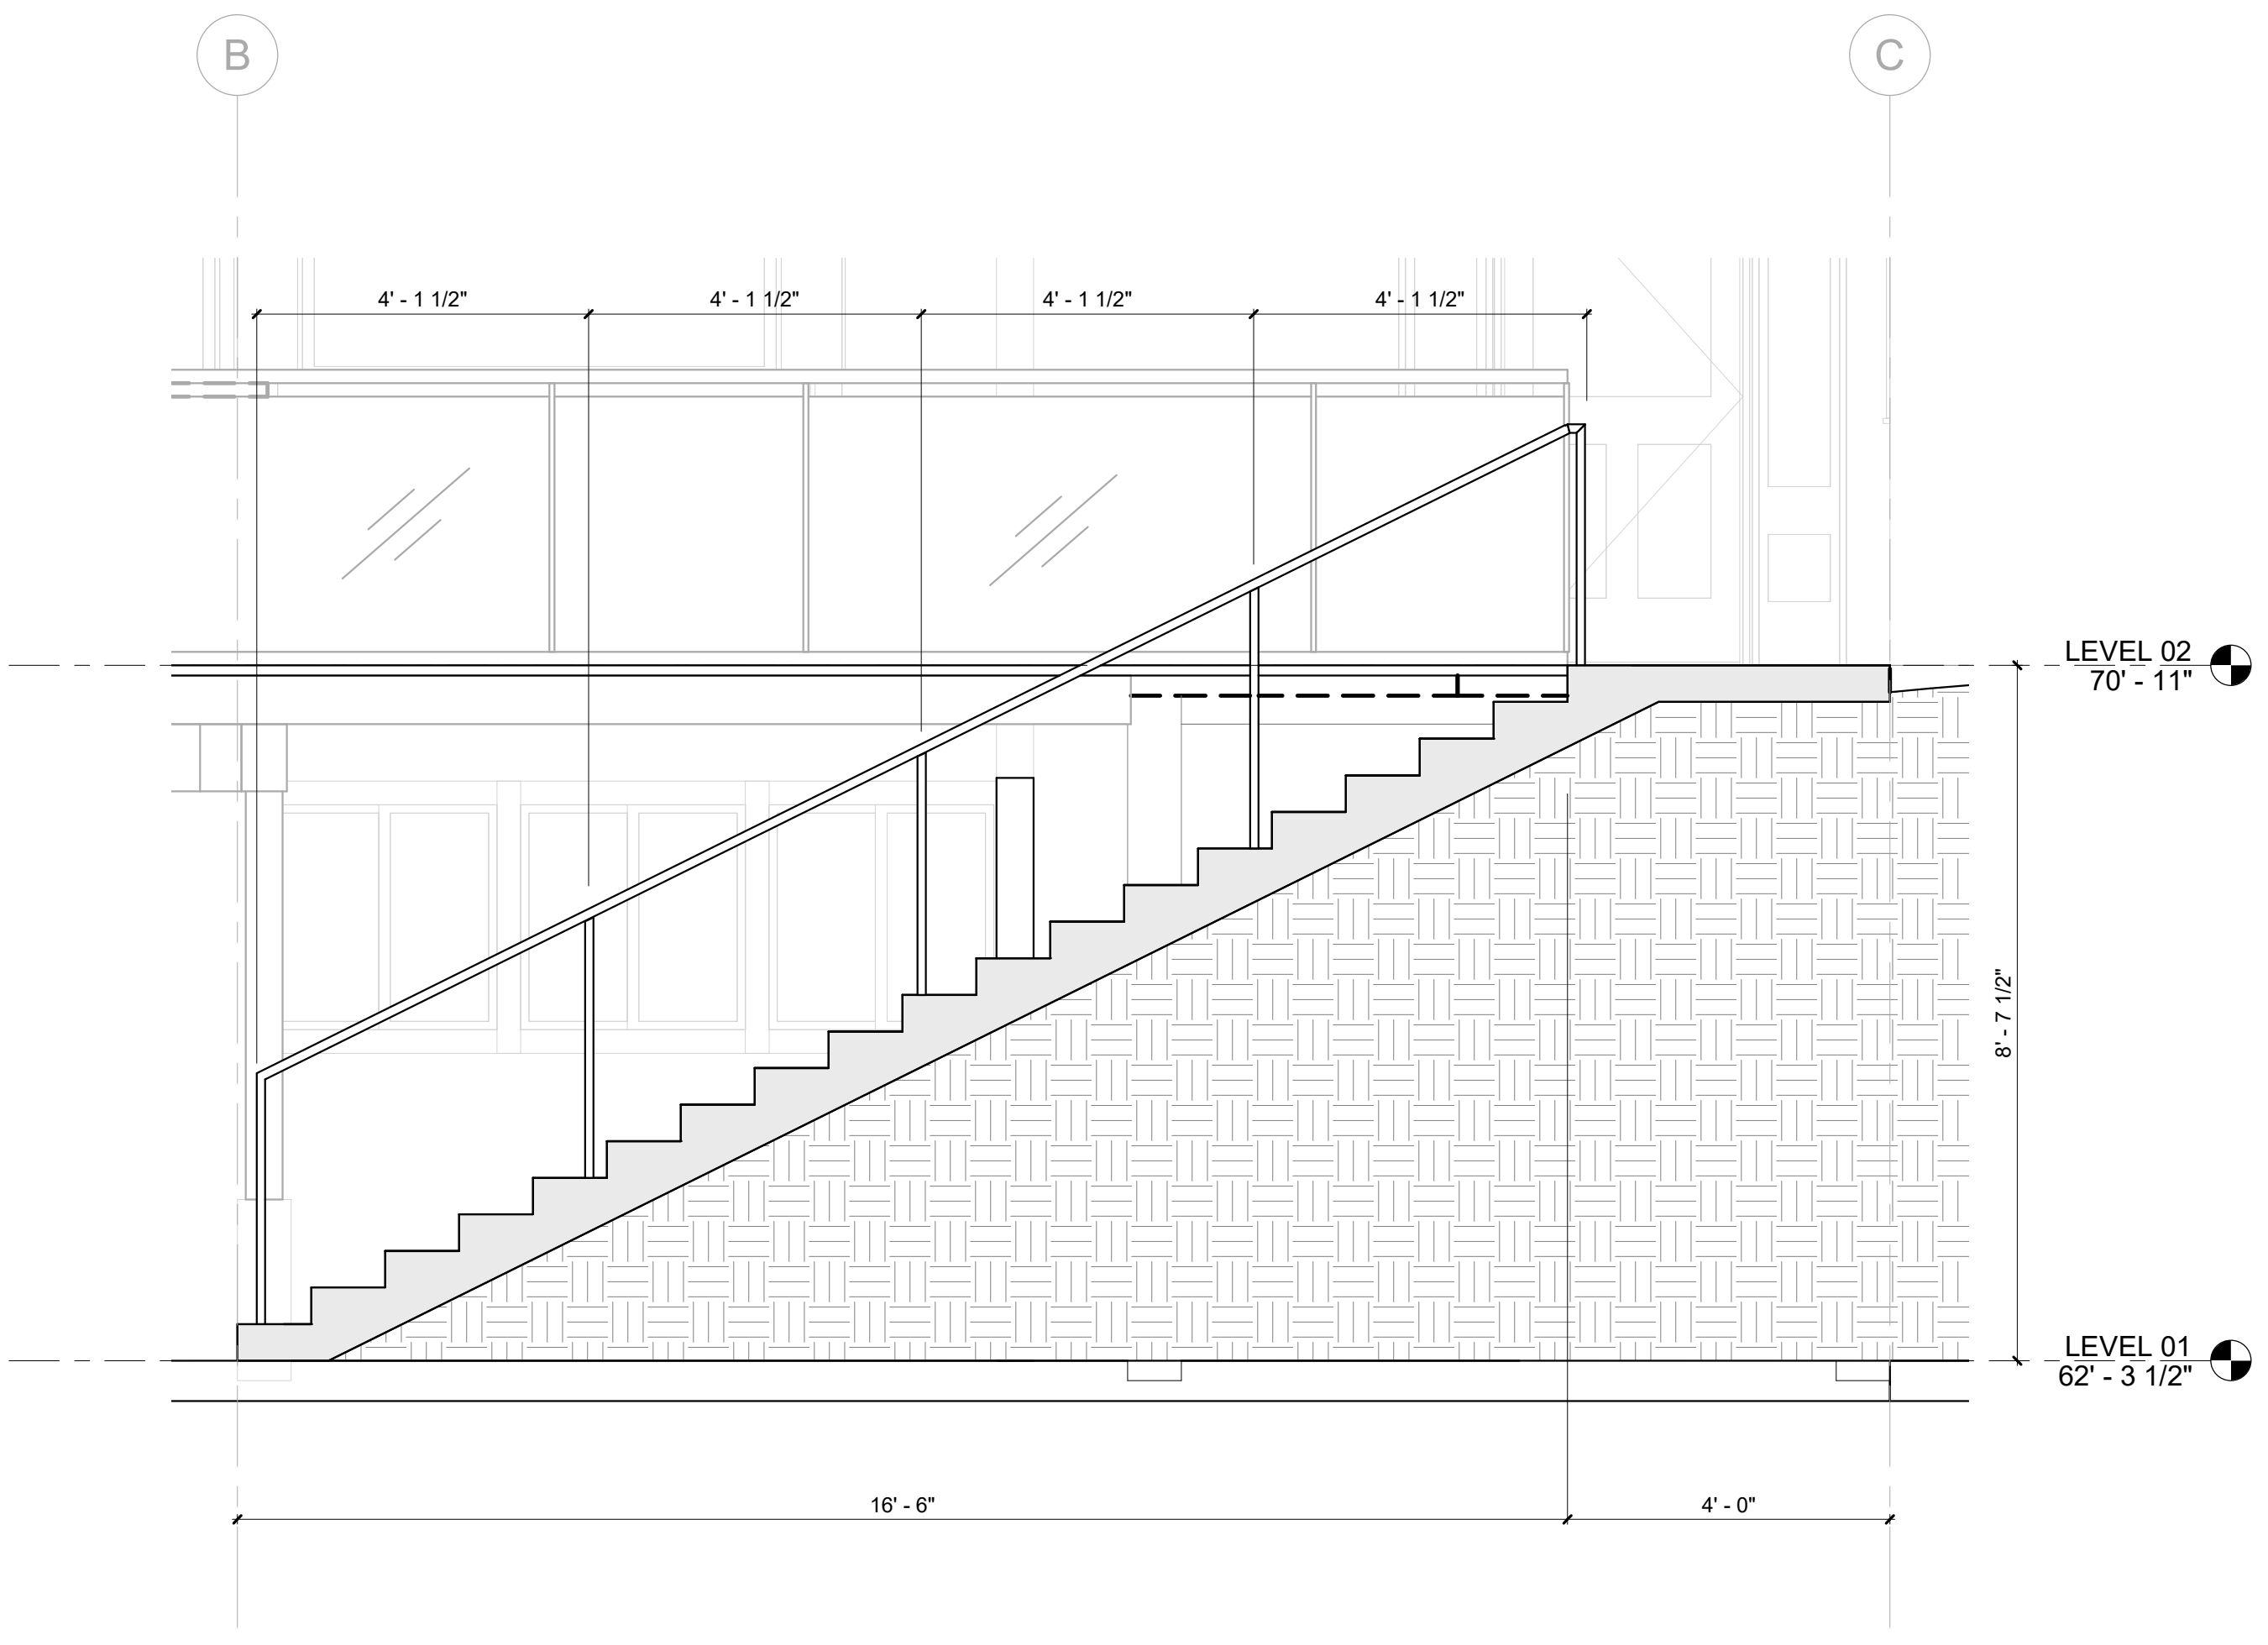 B
C
4' - 1 1/2"
4' - 1 1/2"
4' - 1 1/2"
4' - 1 1/2"
LEVEL 02
70' - 11"
8' - 7 1/2"
LEVEL 01
62' - 3 1/2"
16' - 6"
4' - 0"